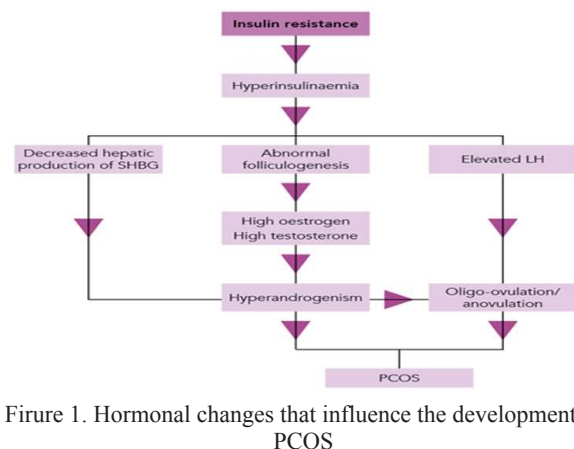 Insulin resistance
Hyperinsulinaemia
Decreased hepatic
production of SHBG
Abnormal
folliculogenesis
Elevated LH
High oestrogen
High testosterone
Hyperandrogenism
Oligo-ovulation/
anovulation
PCOS
Firure 1. Hormonal changes that influence the development
PCOS